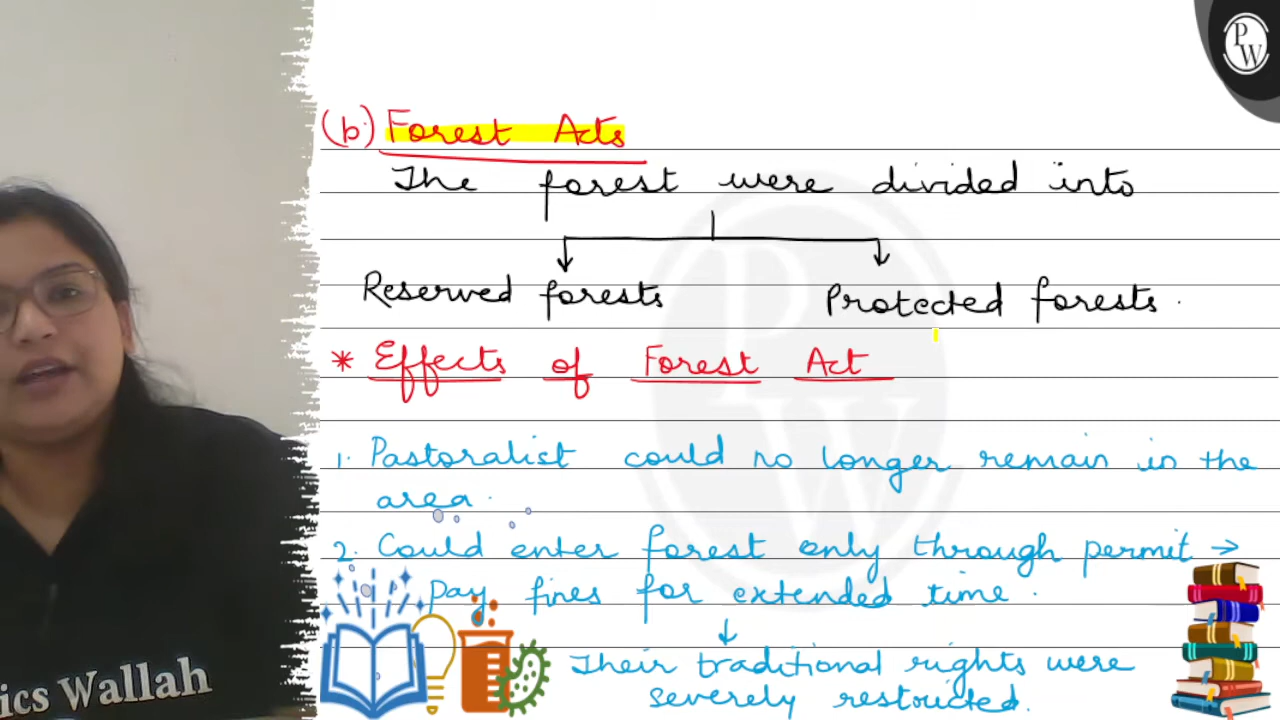 P
W
(b.) Forest Acts
The forest were divided into
Reserved forests Protected forests.
* Effects of Forest Act
1. Pastoralist could no longer remain in the
area.
2. Could enter forest only through permit →
pay fines for extended time.
Their traditional rights were
severely restricted.
ics Wallah
PW